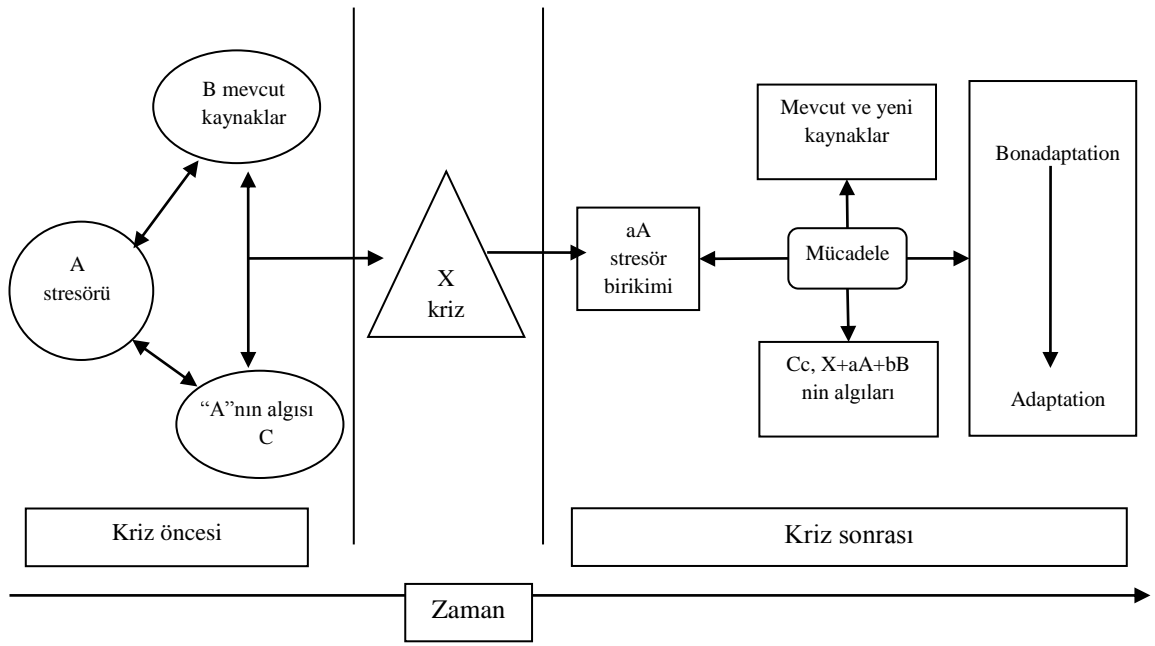 B mevcut
kaynaklar
A
stresörü
“A”nın algısı
C
X
kriz
aA
stresör
birikimi
Mevcut ve yeni
kaynaklar
Mücadele
Cc, X+aA+bB
nin algıları
Bonadaptation
Adaptation
Kriz öncesi
Kriz sonrası
Zaman